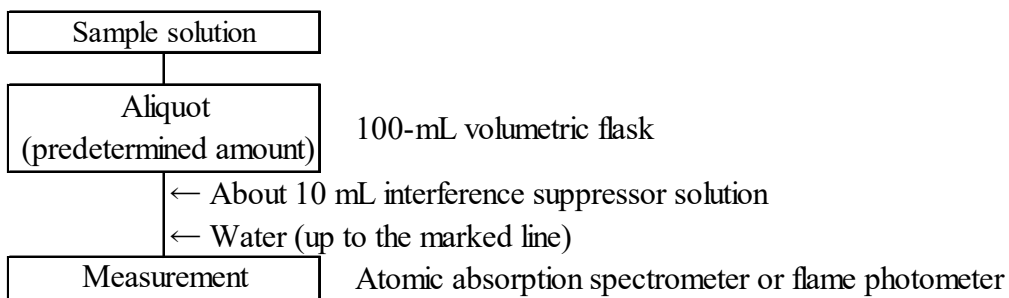 Sample solution
Aliquot
(predetermined amount)
100-mL volumetric flask
← About 10 mL interference suppressor solution
← Water (up to the marked line)
Measurement
Atomic absorption spectrometer or flame photometer